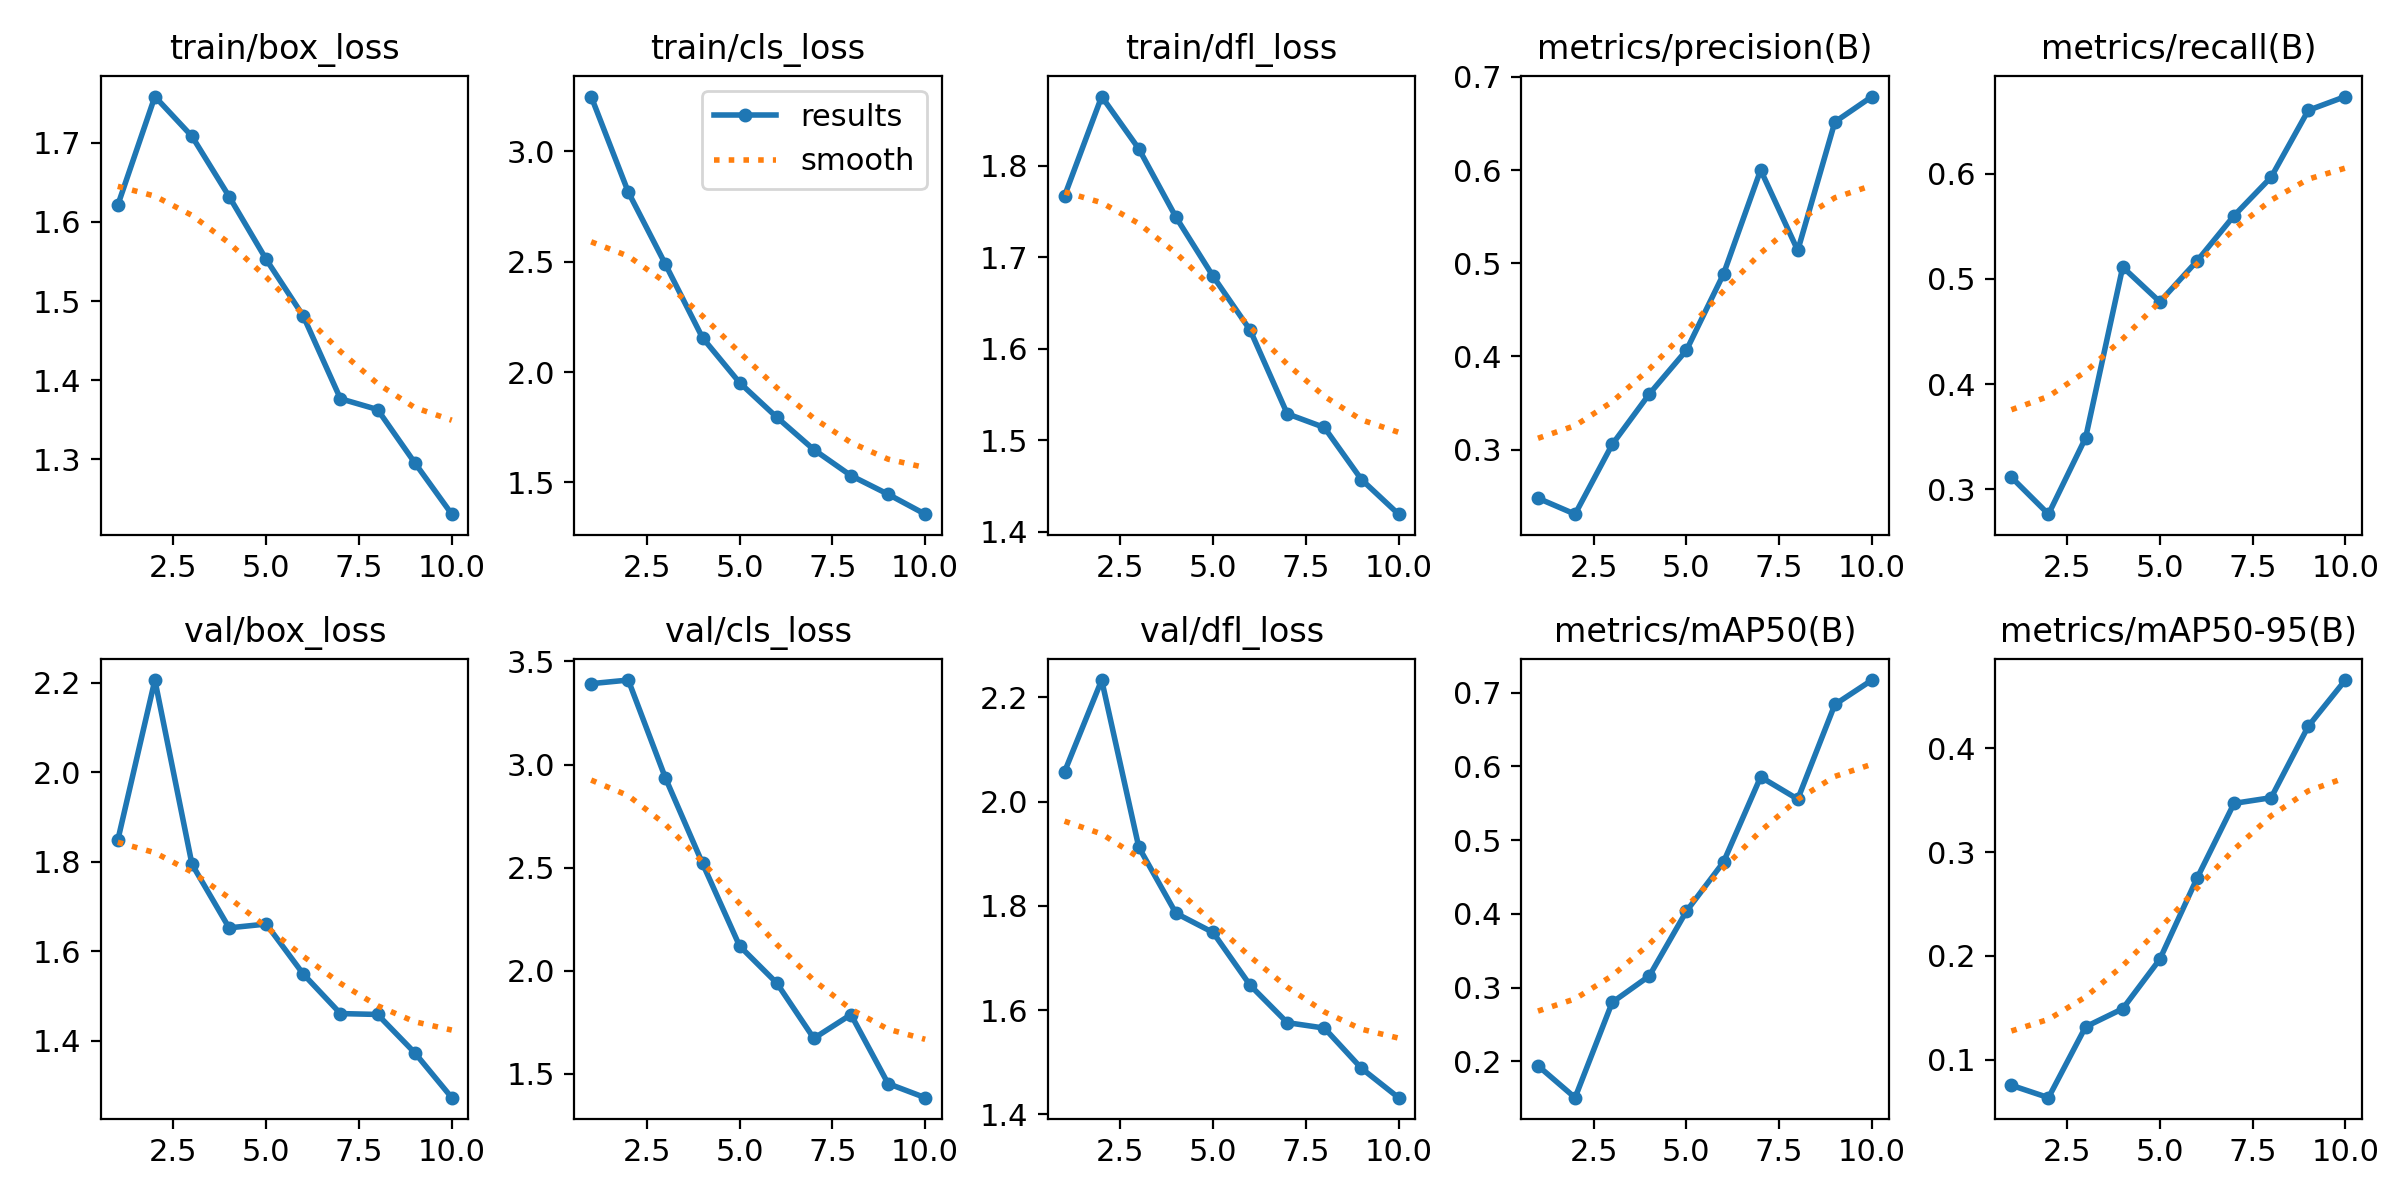 train/box_loss
1.7
1.6
1.5
1.4
1.3
2.5 5.0 7.5 10.0
train/cls_loss
results
smooth
3.0
2.5
2.0
1.5
2.5 5.0 7.5 10.0
train/dfl_loss
1.8
1.7
1.6
1.5
1.4
2.5 5.0 7.5 10.0
metrics/precision(B)
0.7
0.6
0.5
0.4
0.3
2.5 5.0 7.5 10.0
metrics/recall(B)
0.6
0.5
0.4
0.3
2.5 5.0 7.5 10.0
val/box_loss
2.2
2.0
1.8
1.6
1.4
2.5 5.0 7.5 10.0
val/cls_loss
3.5
3.0
2.5
2.0
1.5
2.5 5.0 7.5 10.0
val/dfl_loss
2.2
2.0
1.8
1.6
1.4
2.5 5.0 7.5 10.0
metrics/mAP50(B)
0.7
0.6
0.5
0.4
0.3
0.2
2.5 5.0 7.5 10.0
metrics/mAP50-95(B)
0.4
0.3
0.2
0.1
2.5 5.0 7.5 10.0